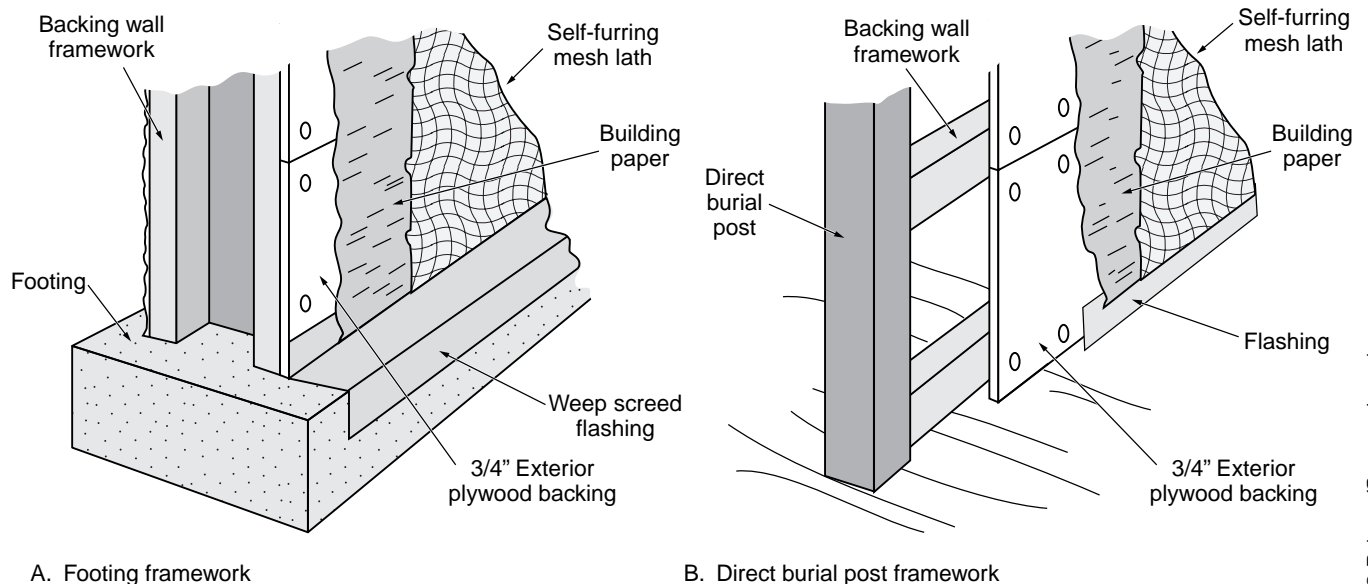 Backing wall
framework
Self-furring
mesh lath
Building
paper
Footing
Weep screed
flashing
3/4” Exterior
plywood backing
A. Footing framework
Backing wall
framework
Self-furring
mesh lath
Building
paper
Direct
burial
post
Flashing
3/4” Exterior
plywood backing
B. Direct burial post framework